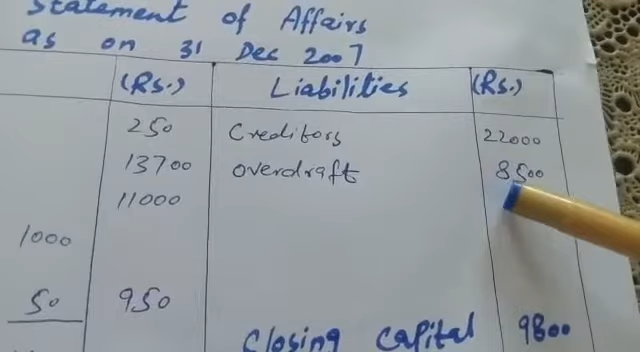 Statement of Affairs
as on 31 Dec 2007
(Rs.) Liabilities (Rs.)
250 Creditors 22000
13700 overdraft 8500
11000
1000
50 950
Closing Capital 9800